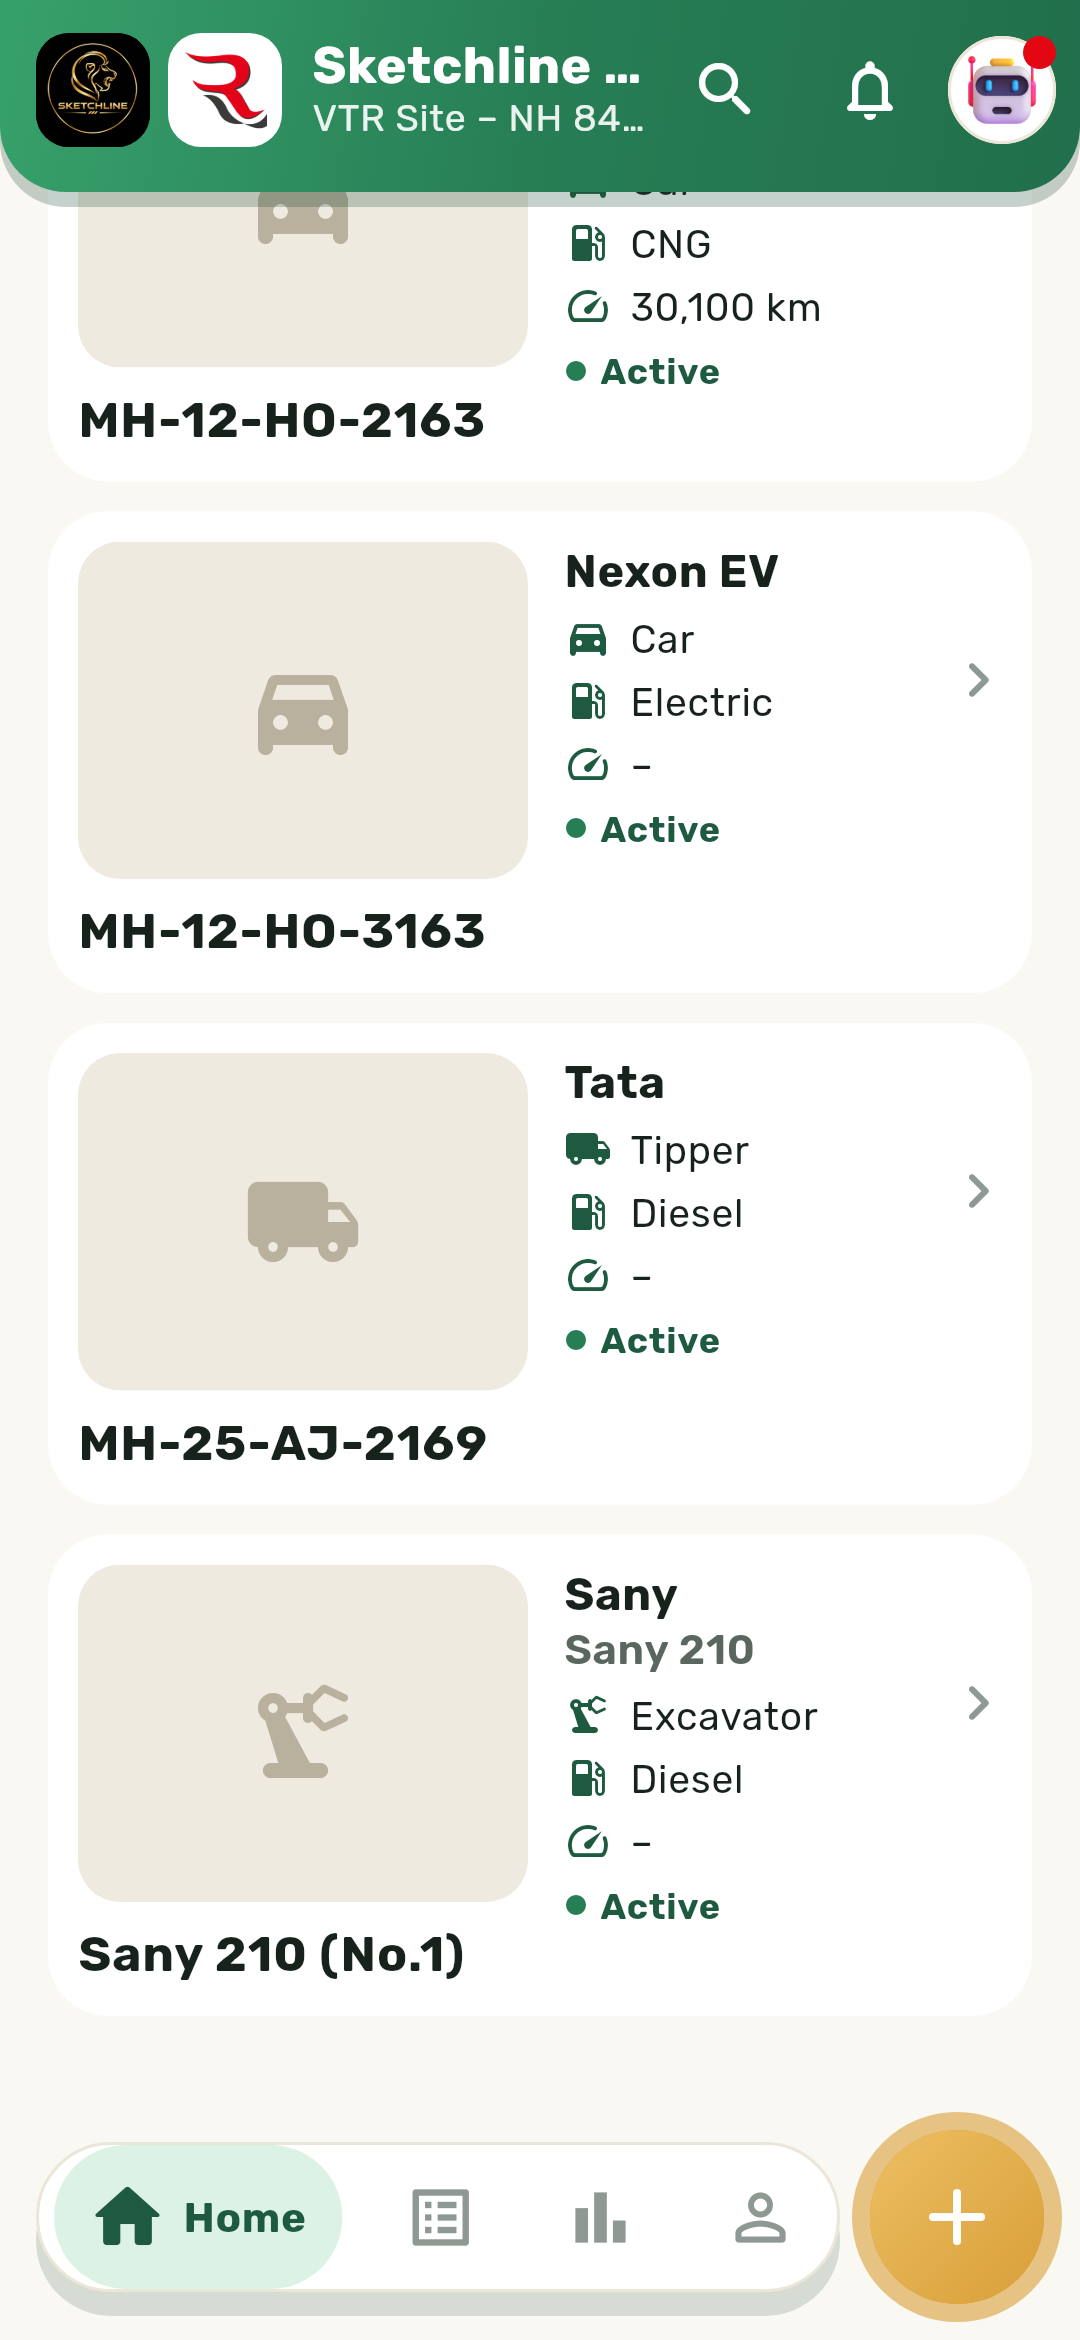 SKETCHLINE
Sketchline ...
VTR Site – NH 84...
CNG
30,100 km
Active
MH-12-HO-2163
Nexon EV
Car
Electric
–
Active
MH-12-HO-3163
Tata
Tipper
Diesel
–
Active
MH-25-AJ-2169
Sany
Sany 210
Excavator
Diesel
–
Active
Sany 210 (No.1)
Home